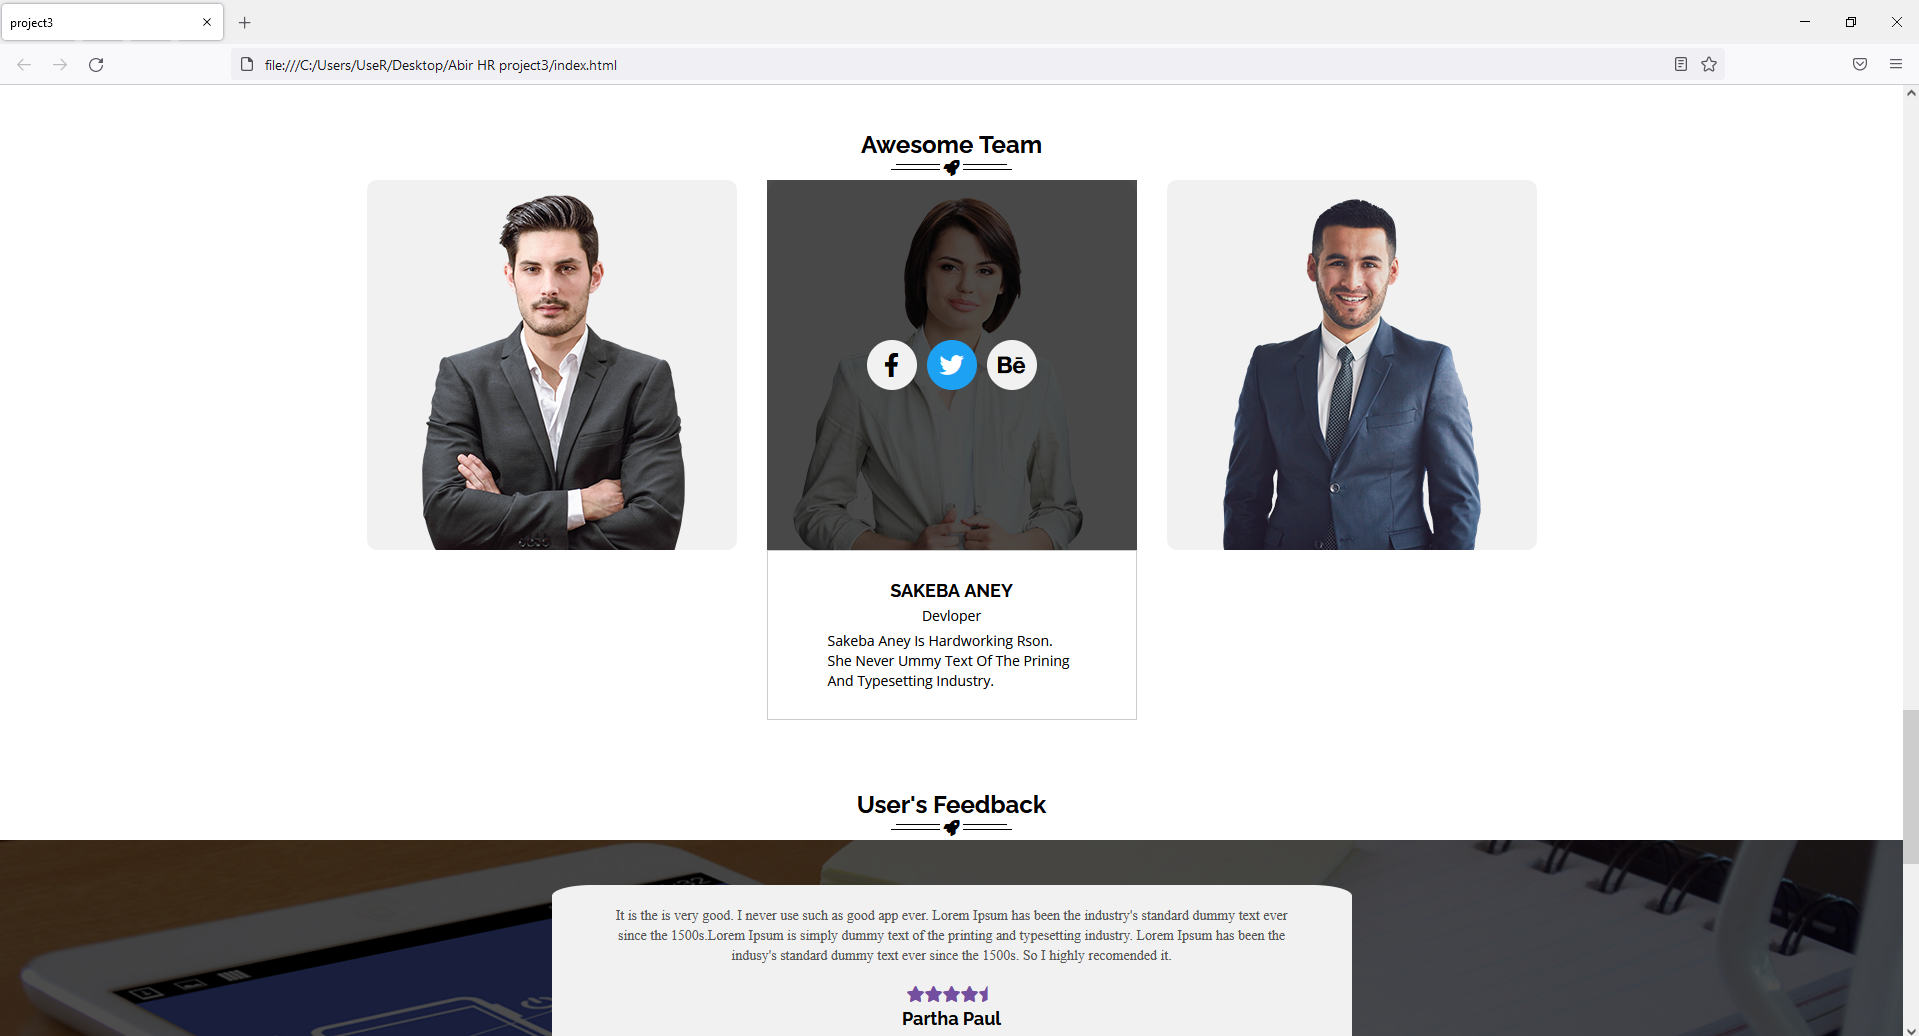 project3
file:///C:/Users/UseR/Desktop/Abir HR project3/index.html
Awesome Team
Bē
SAKEBA ANEY
Devloper
Sakeba Aney Is Hardworking Rson.
She Never Ummy Text Of The Prining
And Typesetting Industry.
User's Feedback
It is the is very good. I never use such as good app ever. Lorem Ipsum has been the industry's standard dummy text ever
since the 1500s.Lorem Ipsum is simply dummy text of the printing and typesetting industry. Lorem Ipsum has been the
indusy's standard dummy text ever since the 1500s. So I highly recomended it.
Partha Paul